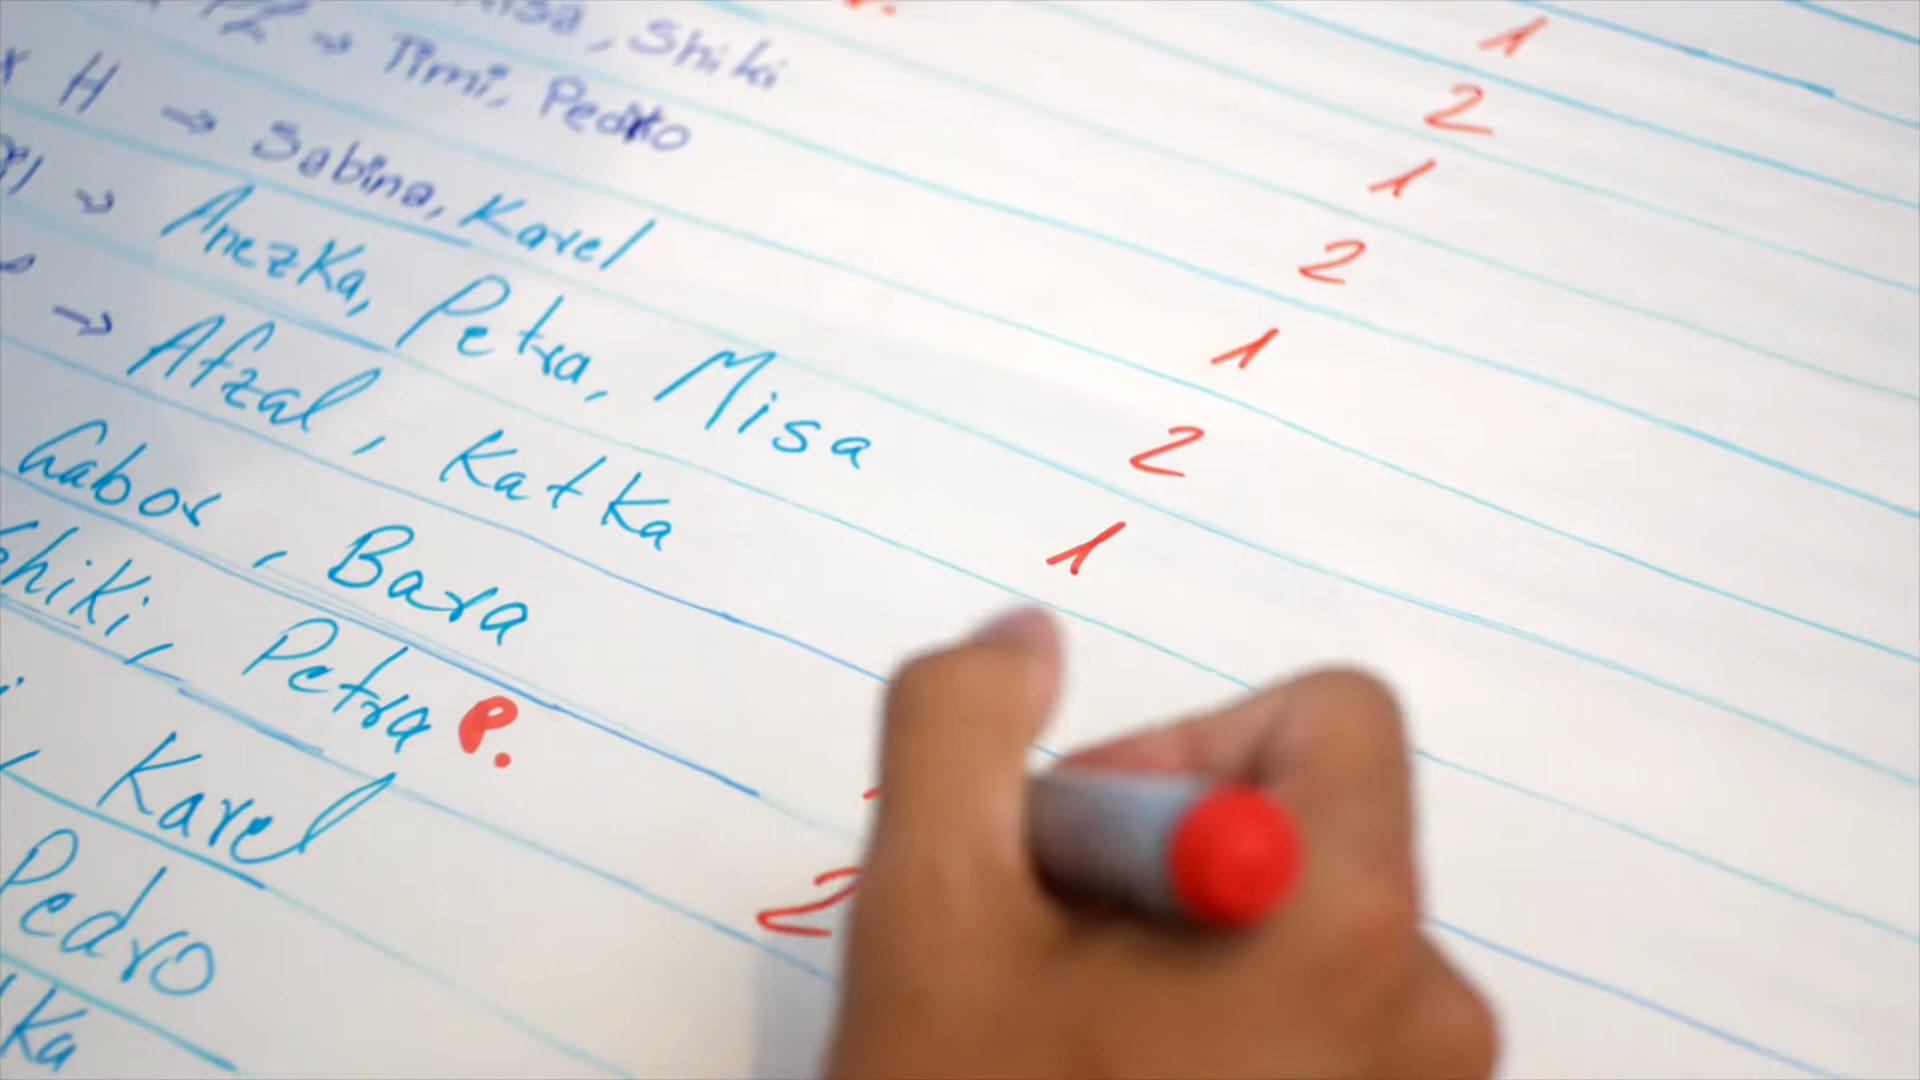 Shiki 1
PL → Timi, Pedro 2
H → Sabina, Karel 1
→ Anezka, Petra, Misa 2
→ Afzal, Katka 1
Gabor, Bara 2
Shiki, Petra P. 1
, Karel
Pedro 2